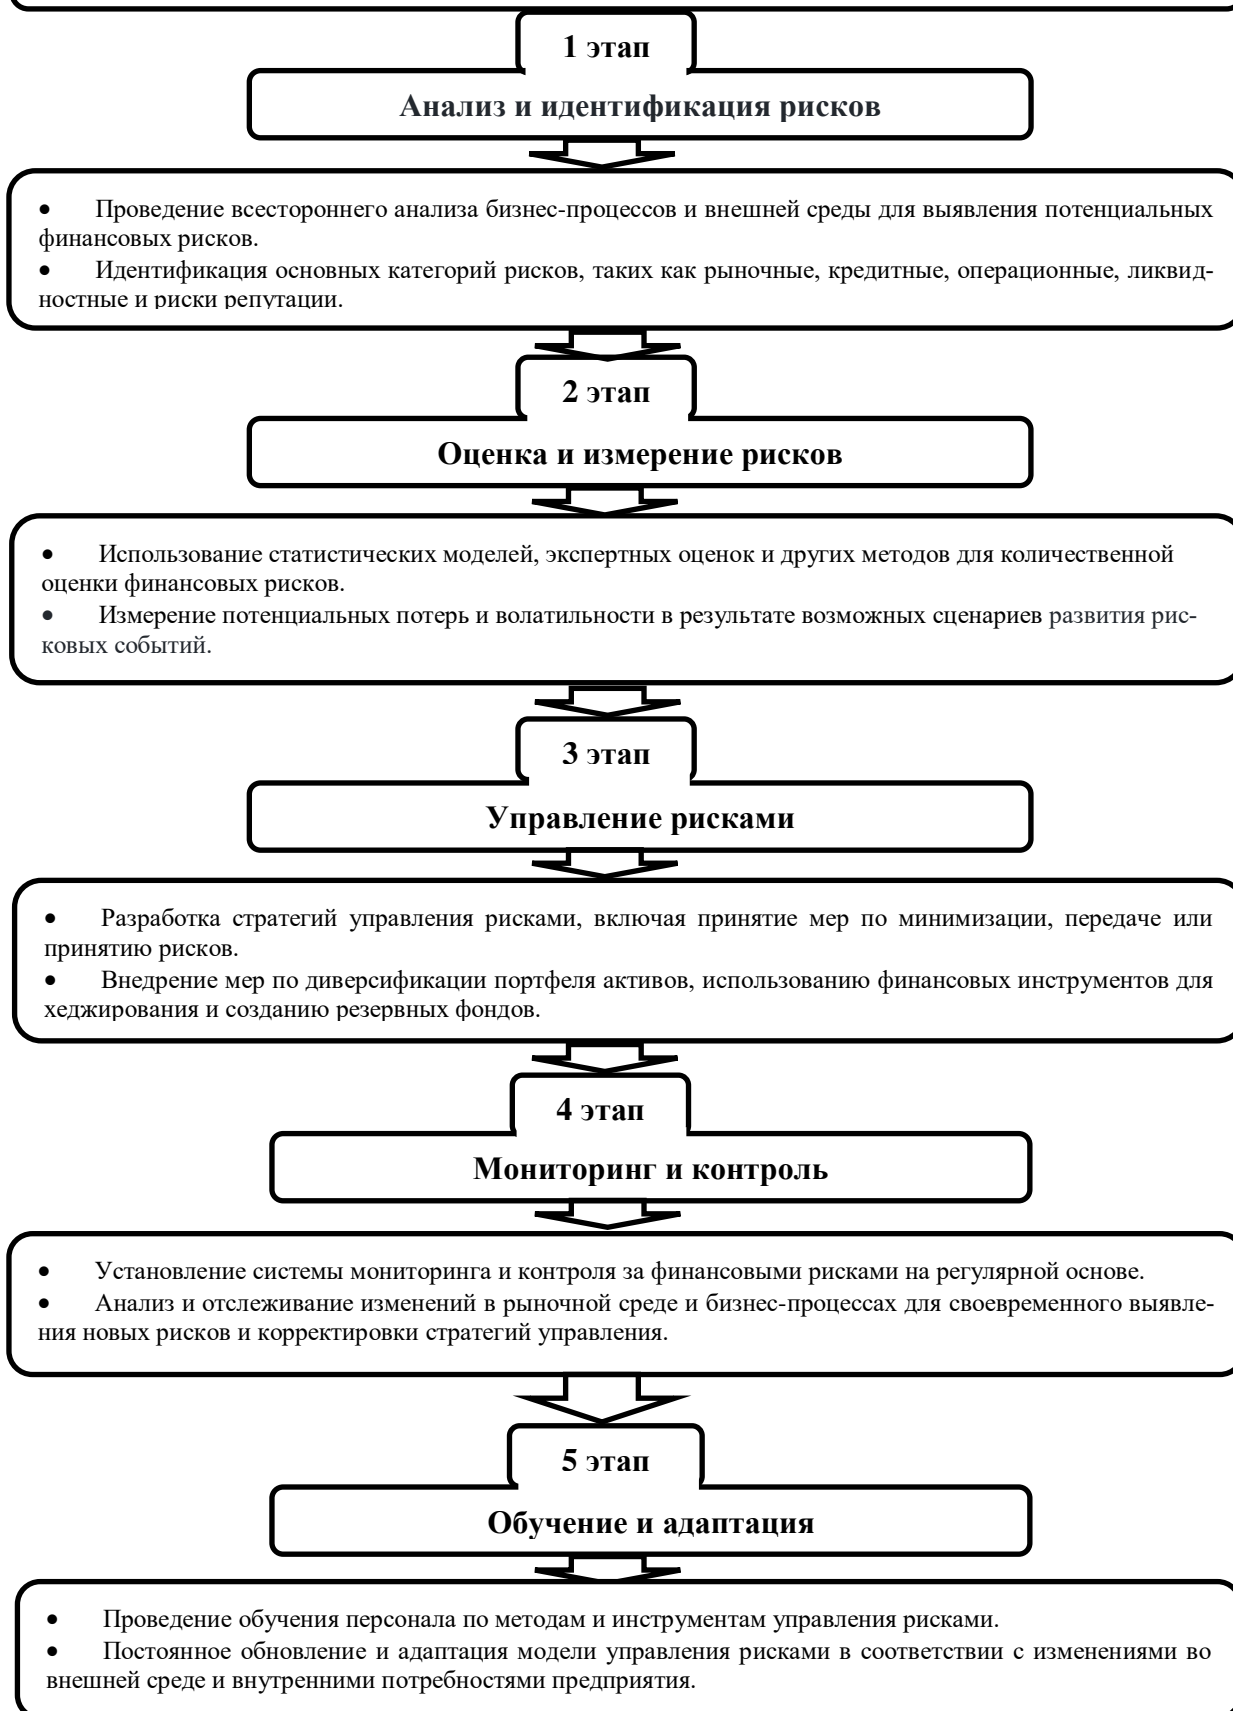 1 этап
Анализ и идентификация рисков
• Проведение всестороннего анализа бизнес-процессов и внешней среды для выявления потенциальных
финансовых рисков.
• Идентификация основных категорий рисков, таких как рыночные, кредитные, операционные, ликвид-
ностные и риски репутации.
2 этап
Оценка и измерение рисков
• Использование статистических моделей, экспертных оценок и других методов для количественной
оценки финансовых рисков.
• Измерение потенциальных потерь и волатильности в результате возможных сценариев развития рис-
ковых событий.
3 этап
Управление рисками
• Разработка стратегий управления рисками, включая принятие мер по минимизации, передаче или
принятию рисков.
• Внедрение мер по диверсификации портфеля активов, использованию финансовых инструментов для
хеджирования и созданию резервных фондов.
4 этап
Мониторинг и контроль
• Установление системы мониторинга и контроля за финансовыми рисками на регулярной основе.
• Анализ и отслеживание изменений в рыночной среде и бизнес-процессах для своевременного выявле-
ния новых рисков и корректировки стратегий управления.
5 этап
Обучение и адаптация
• Проведение обучения персонала по методам и инструментам управления рисками.
• Постоянное обновление и адаптация модели управления рисками в соответствии с изменениями во
внешней среде и внутренними потребностями предприятия.